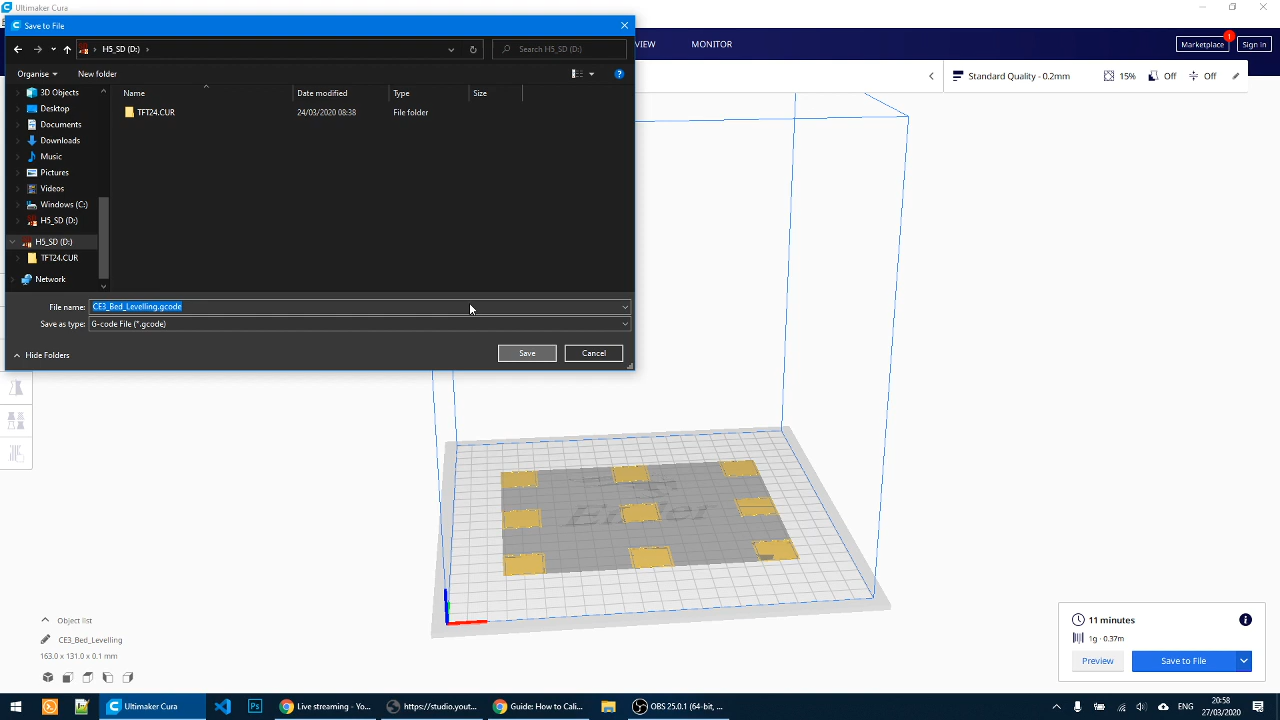 Ultimaker Cura
Save to File
H5_SD (D:)
Search H5_SD (D:)
VIEW
MONITOR
Marketplace
1
Sign in
Organise
New folder
Standard Quality - 0.2mm
15%
Off
Off
3D Objects
Desktop
Documents
Downloads
Music
Pictures
Videos
Windows (C:)
H5_SD (D:)
H5_SD (D:)
TFT24.CUR
Network
Name
Date modified
Type
Size
TFT24.CUR
24/03/2020 08:38
File folder
File name:
CE3_Bed_Levelling.gcode
Save as type:
G-code File (*.gcode)
Hide Folders
Save
Cancel
Object list
CE3_Bed_Levelling
163.0 x 131.0 x 0.1 mm
11 minutes
1g · 0.37m
Preview
Save to File
Ultimaker Cura
Live streaming - Yo...
https://studio.yout...
Guide: How to Cali...
OBS 25.0.1 (64-bit, ...
ENG
20:58
27/03/2020